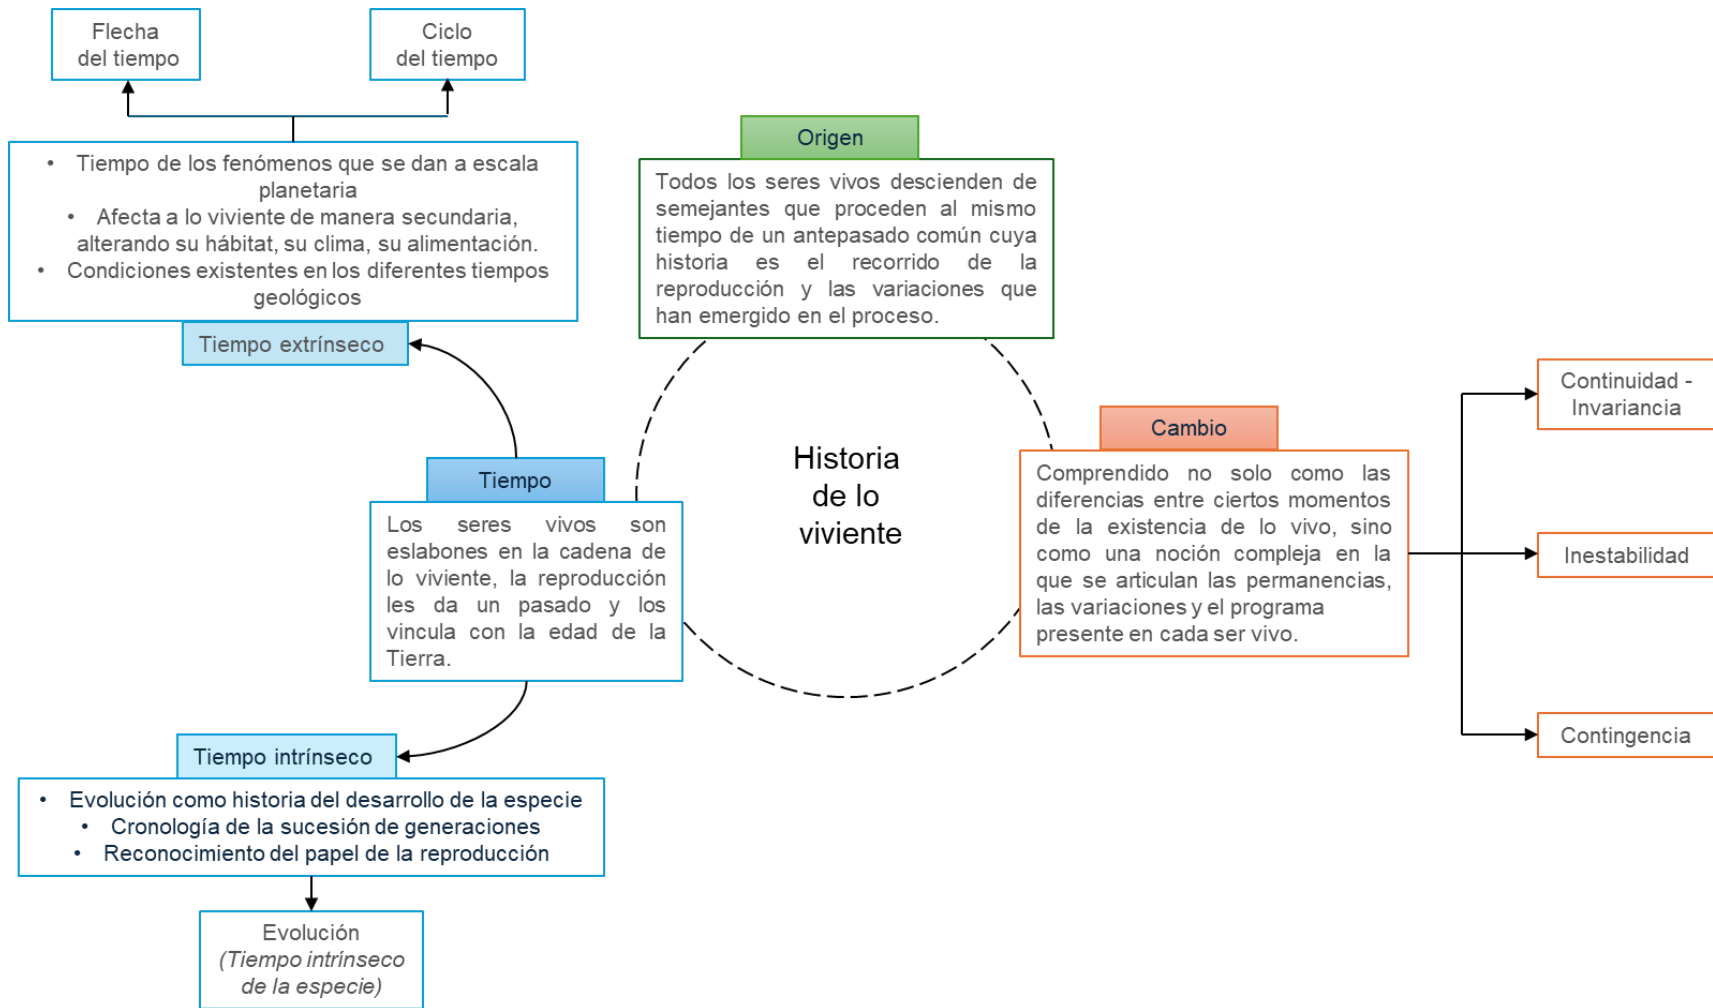 Flecha
del tiempo
Ciclo
del tiempo
• Tiempo de los fenómenos que se dan a escala
planetaria
• Afecta a lo viviente de manera secundaria,
alterando su hábitat, su clima, su alimentación.
• Condiciones existentes en los diferentes tiempos
geológicos
Tiempo extrínseco
Origen
Todos los seres vivos descienden de
semejantes que proceden al mismo
tiempo de un antepasado común cuya
historia es el recorrido de la
reproducción y las variaciones que
han emergido en el proceso.
Tiempo
Los seres vivos son
eslabones en la cadena de
lo viviente, la reproducción
les da un pasado y los
vincula con la edad de la
Tierra.
Historia
de lo
viviente
Cambio
Comprendido no solo como las
diferencias entre ciertos momentos
de la existencia de lo vivo, sino
como una noción compleja en la
que se articulan las permanencias,
las variaciones y el programa
presente en cada ser vivo.
Continuidad -
Invariancia
Inestabilidad
Contingencia
Tiempo intrínseco
• Evolución como historia del desarrollo de la especie
• Cronología de la sucesión de generaciones
• Reconocimiento del papel de la reproducción
Evolución
(Tiempo intrínseco
de la especie)